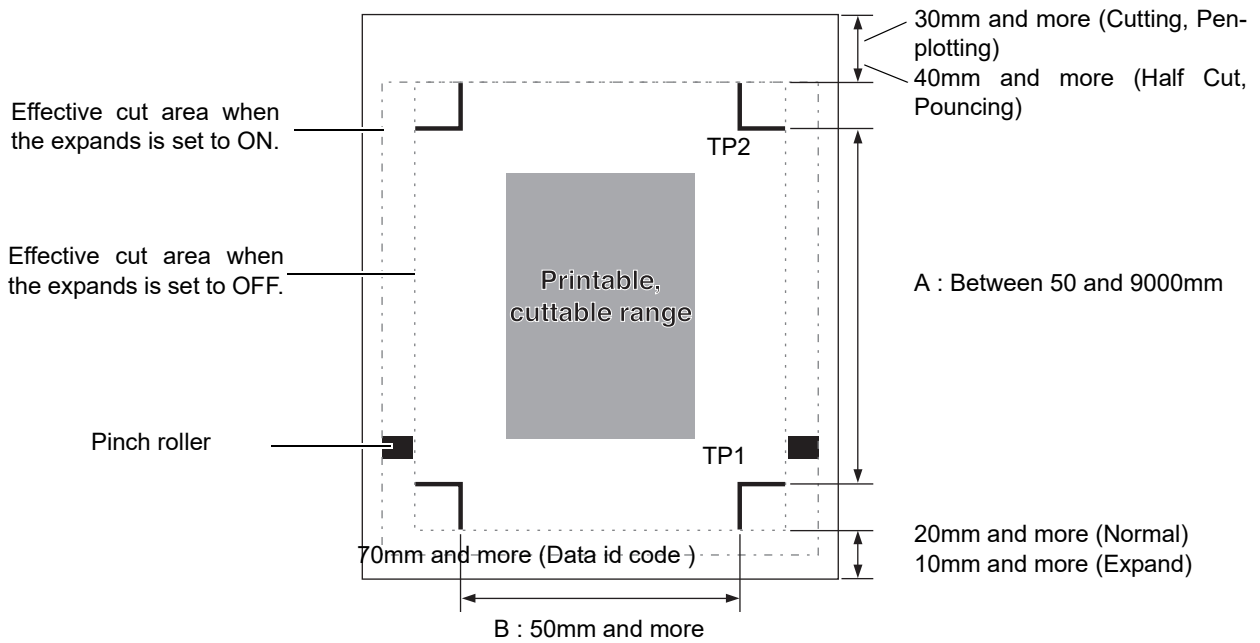 30mm and more (Cutting, Pen-
plotting)
40mm and more (Half Cut,
Pouncing)
Effective cut area when
the expands is set to ON.
TP2
Effective cut area when
the expands is set to OFF.
Printable,
cuttable range
A : Between 50 and 9000mm
Pinch roller
TP1
20mm and more (Normal)
10mm and more (Expand)
70mm and more (Data id code )
B : 50mm and more